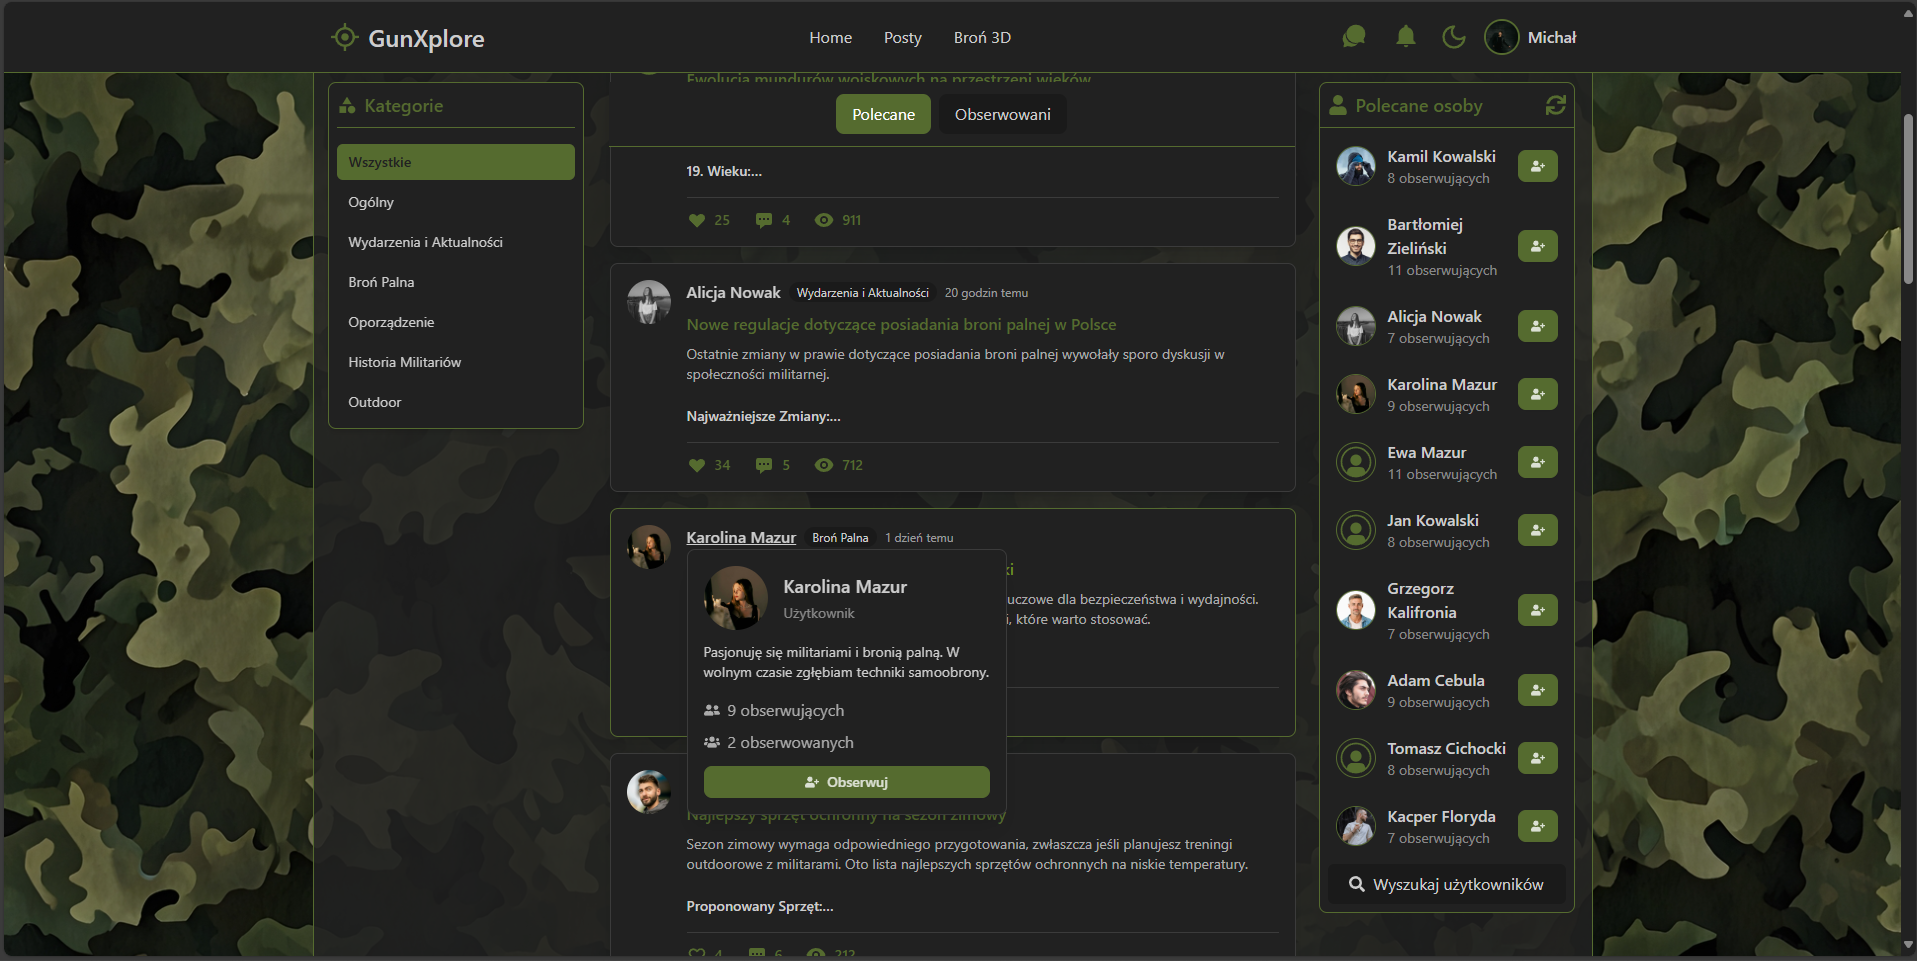 GunXplore
Home
Posty
Broń 3D
Michał
Kategorie
Wszystkie
Ogólny
Wydarzenia i Aktualności
Broń Palna
Oporządzenie
Historia Militariów
Outdoor
Ewolucja mundurów wojskowych na przestrzeni wieków
Polecane
Obserwowani
19. Wieku:...
25 4 911
Alicja Nowak Wydarzenia i Aktualności 20 godzin temu
Nowe regulacje dotyczące posiadania broni palnej w Polsce
Ostatnie zmiany w prawie dotyczące posiadania broni palnej wywołały sporo dyskusji w
społeczności militarnej.
Najważniejsze Zmiany:...
34 5 712
Karolina Mazur Broń Palna 1 dzień temu
ki
uczowe dla bezpieczeństwa i wydajności.
i, które warto stosować.
Karolina Mazur
Użytkownik
Pasjonuję się militariami i bronią palną. W
wolnym czasie zgłębiam techniki samoobrony.
9 obserwujących
2 obserwowanych
Obserwuj
Najlepszy sprzęt ochronny na sezon zimowy
Sezon zimowy wymaga odpowiedniego przygotowania, zwłaszcza jeśli planujesz treningi
outdoorowe z militarami. Oto lista najlepszych sprzętów ochronnych na niskie temperatury.
Proponowany Sprzęt:...
4 6 212
Polecane osoby
Kamil Kowalski
8 obserwujących
Bartłomiej
Zieliński
11 obserwujących
Alicja Nowak
7 obserwujących
Karolina Mazur
9 obserwujących
Ewa Mazur
11 obserwujących
Jan Kowalski
8 obserwujących
Grzegorz
Kalifronia
7 obserwujących
Adam Cebula
9 obserwujących
Tomasz Cichocki
8 obserwujących
Kacper Floryda
7 obserwujących
Wyszukaj użytkowników